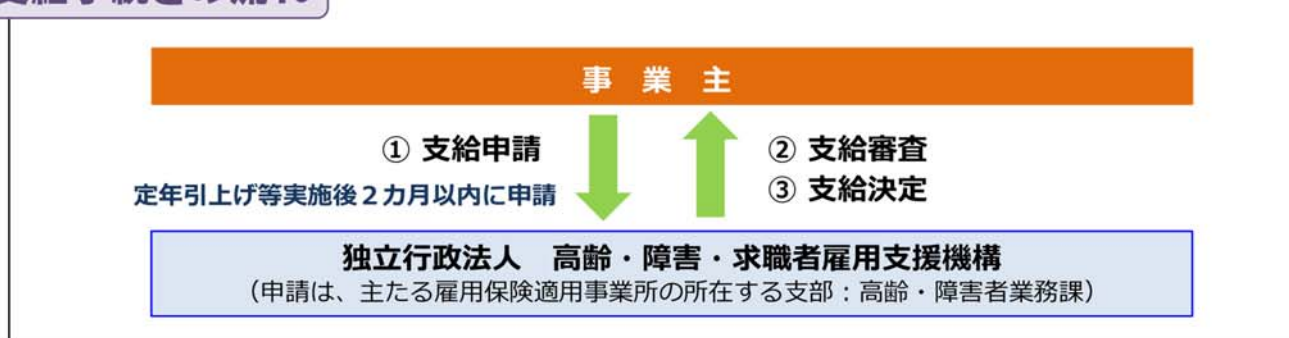 事 業 主
① 支給申請
定年引上げ等実施後２カ月以内に申請
② 支給審査
③ 支給決定
独立行政法人　高齢・障害・求職者雇用支援機構
（申請は、主たる雇用保険適用事業所の所在する支部：高齢・障害者業務課）